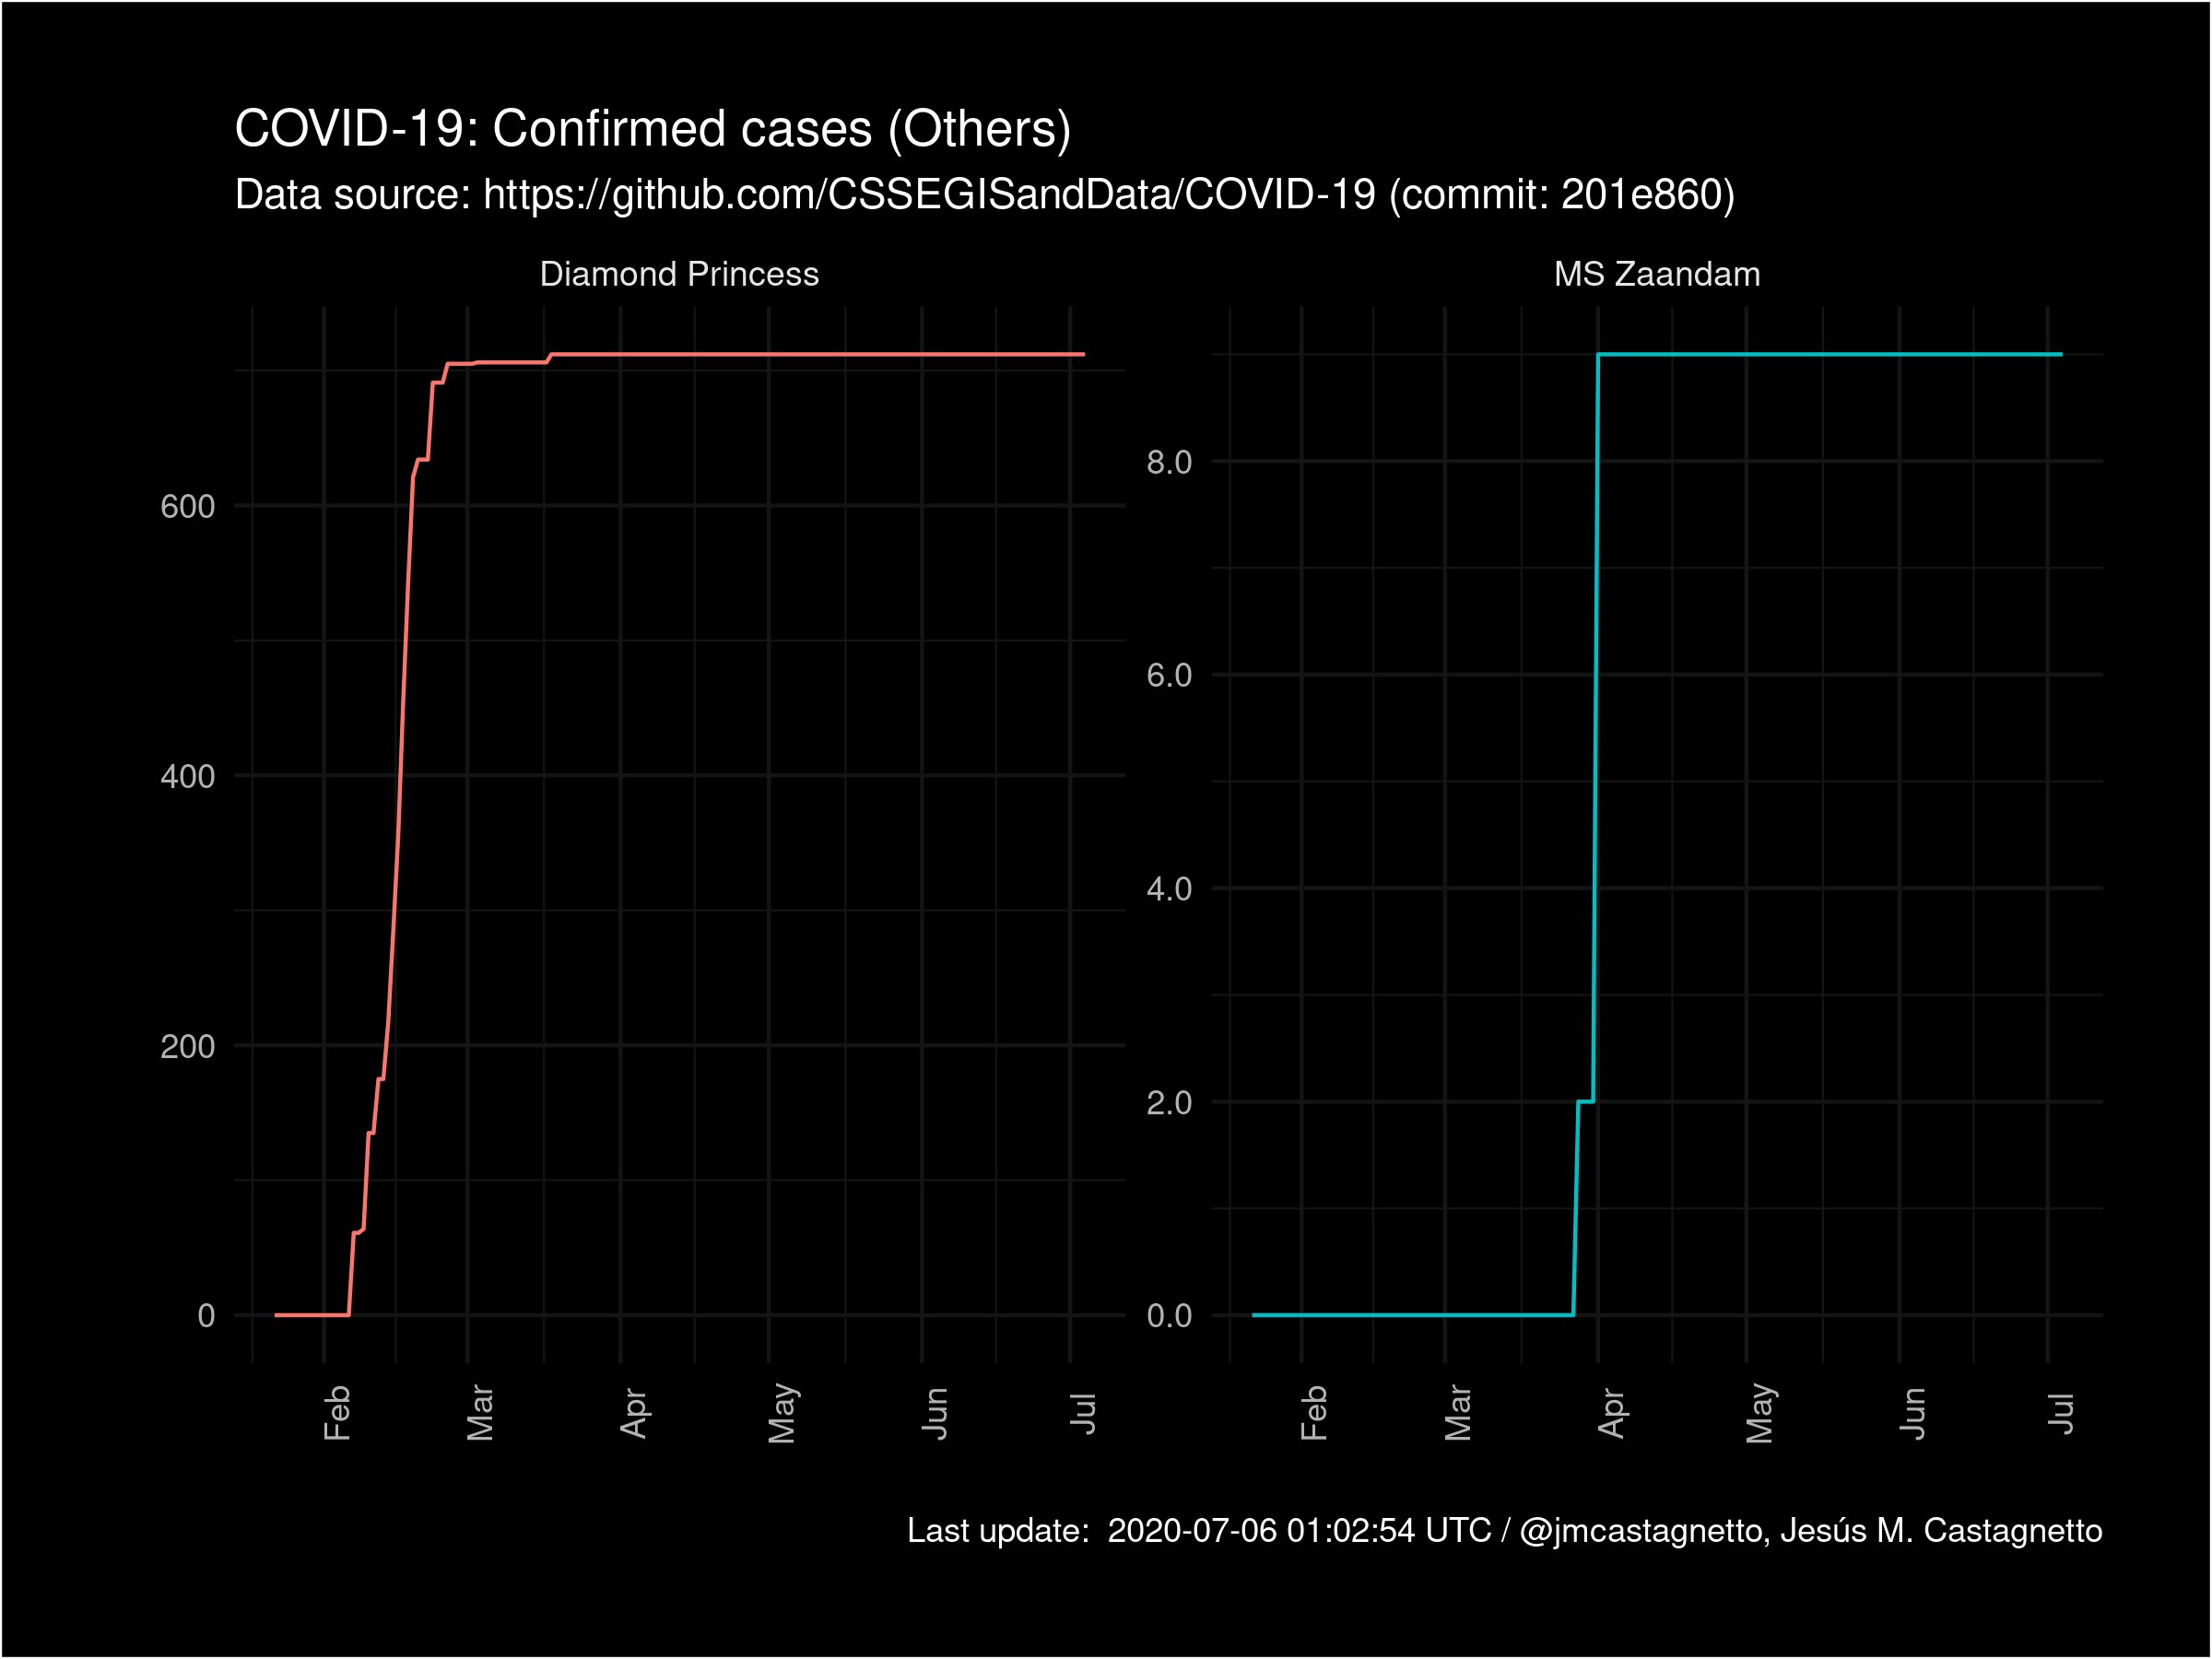 COVID-19: Confirmed cases (Others)
Data source: https://github.com/CSSEGISandData/COVID-19 (commit: 201e860)
Diamond Princess
600
400
200
0
Feb
Mar
Apr
May
Jun
Jul
MS Zaandam
8.0
6.0
4.0
2.0
0.0
Feb
Mar
Apr
May
Jun
Jul
Last update:  2020-07-06 01:02:54 UTC / @jmcastagnetto, Jesús M. Castagnetto